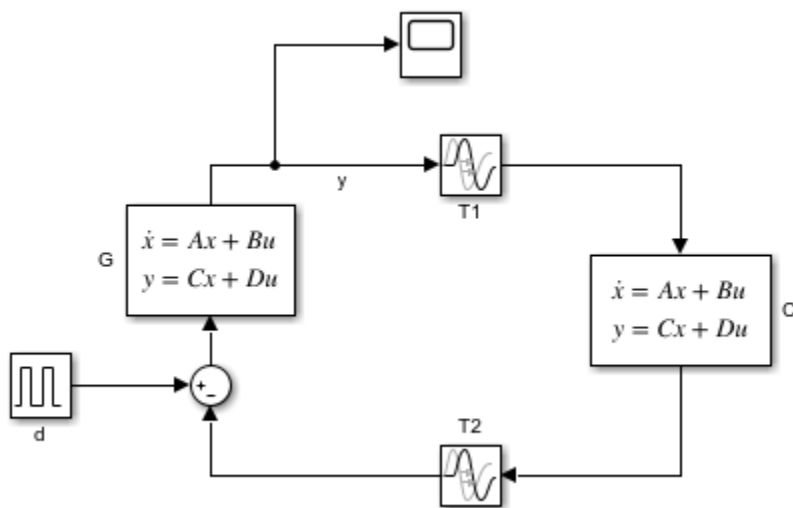 y
T1
G
ẋ = Ax + Bu
y = Cx + Du
ẋ = Ax + Bu
y = Cx + Du
+
−
d
T2